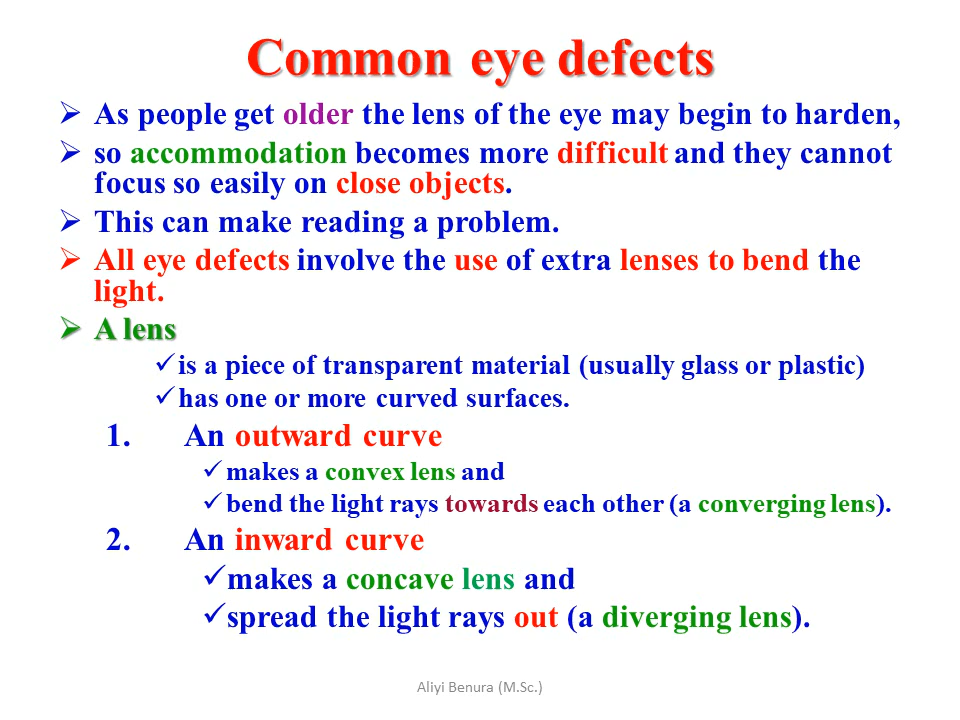 Common eye defects
➢ As people get older the lens of the eye may begin to harden,
➢ so accommodation becomes more difficult and they cannot
focus so easily on close objects.
➢ This can make reading a problem.
➢ All eye defects involve the use of extra lenses to bend the
light.
➢ A lens
✓ is a piece of transparent material (usually glass or plastic)
✓ has one or more curved surfaces.
1. An outward curve
✓ makes a convex lens and
✓ bend the light rays towards each other (a converging lens).
2. An inward curve
✓ makes a concave lens and
✓ spread the light rays out (a diverging lens).
Aliyi Benura (M.Sc.)